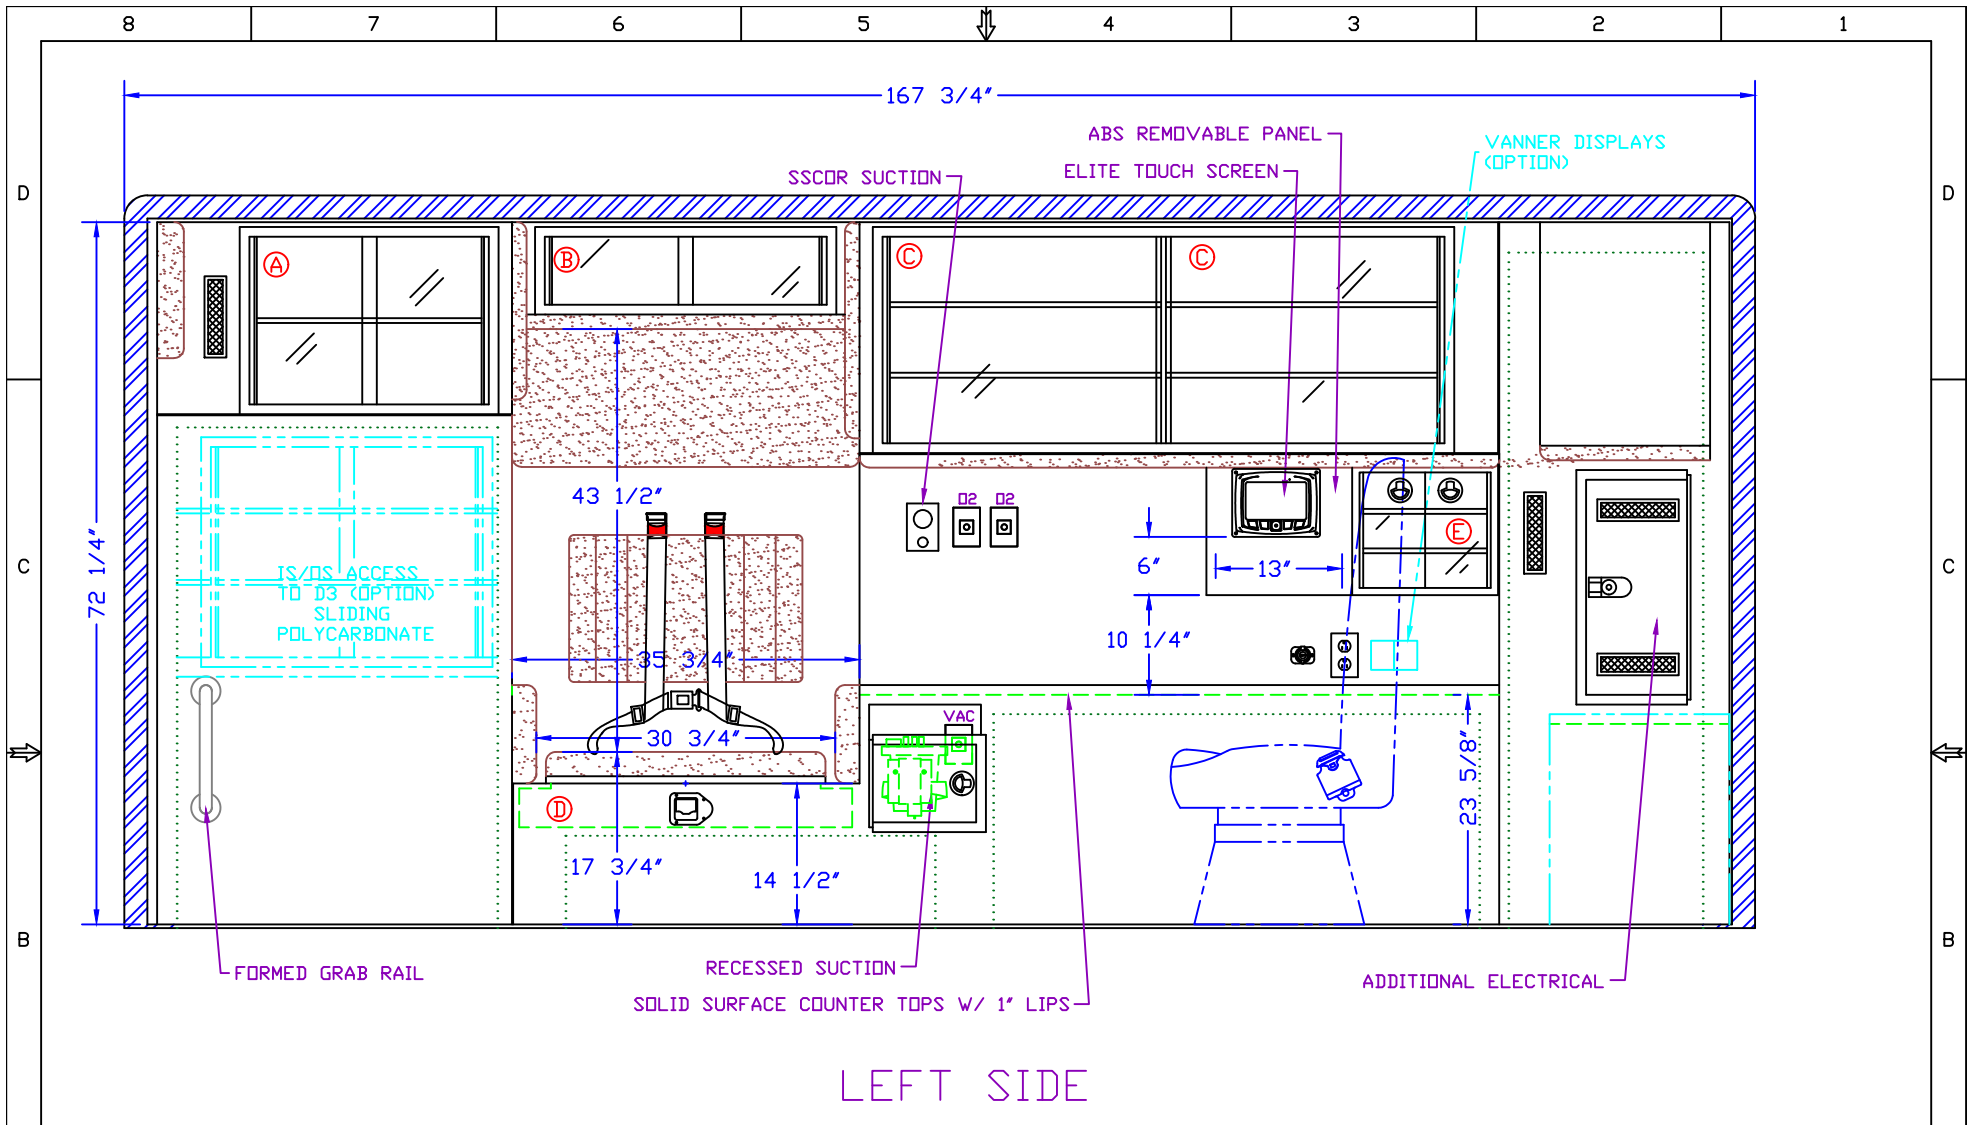 8 7 6 5 4 3 2 1
167 3/4"
ABS REMOVABLE PANEL
VANNER DISPLAYS
(OPTION)
ELITE TOUCH SCREEN
SSCOR SUCTION
D D
A
B
C
C
43 1/2"
O2 O2
E
72 1/4"
C C
6"
13"
IS/OS ACCESS
TO D3 (OPTION)
SLIDING
POLYCARBONATE
10 1/4"
35 3/4"
VAC
30 3/4"
23 5/8"
D
17 3/4"
14 1/2"
B B
FORMED GRAB RAIL
RECESSED SUCTION
ADDITIONAL ELECTRICAL
SOLID SURFACE COUNTER TOPS W/ 1" LIPS
LEFT SIDE